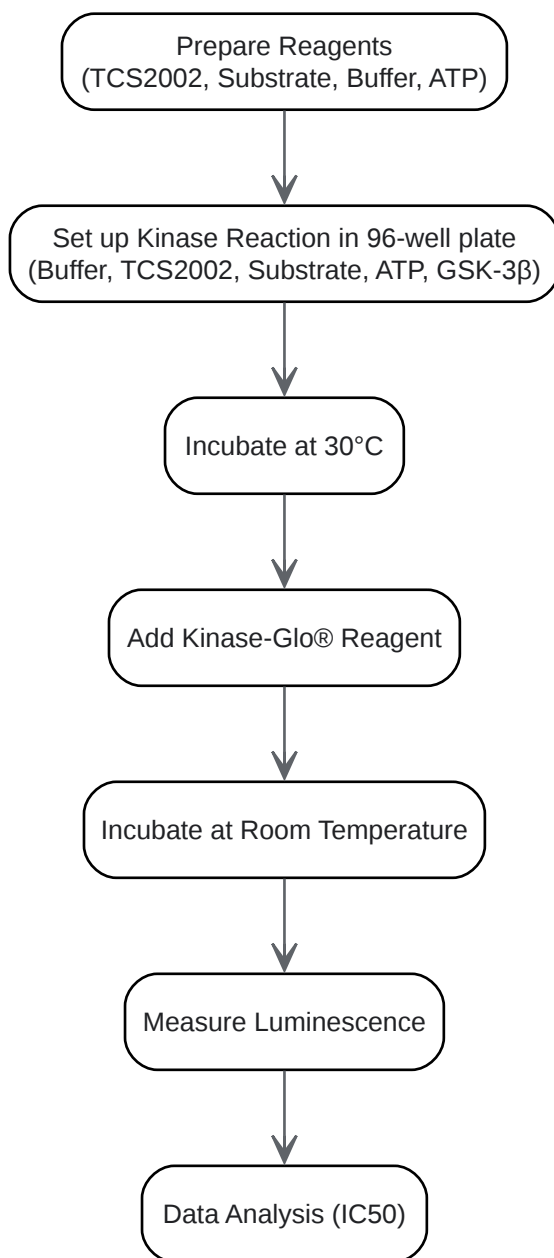 Prepare Reagents
(TCS2002, Substrate, Buffer, ATP)
Set up Kinase Reaction in 96-well plate
(Buffer, TCS2002, Substrate, ATP, GSK-3β)
Incubate at 30°C
Add Kinase-Glo® Reagent
Incubate at Room Temperature
Measure Luminescence
Data Analysis (IC50)